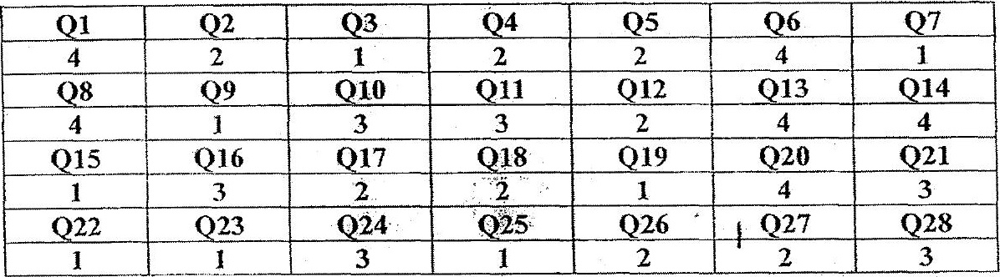 Q1 Q2 Q3 Q4 Q5 Q6 Q7
4 2 1 2 2 4 1
Q8 Q9 Q10 Q11 Q12 Q13 Q14
4 1 3 3 2 4 4
Q15 Q16 Q17 Q18 Q19 Q20 Q21
1 3 2 2 1 4 3
Q22 Q23 Q24 Q25 Q26 Q27 Q28
1 1 3 1 2 2 3